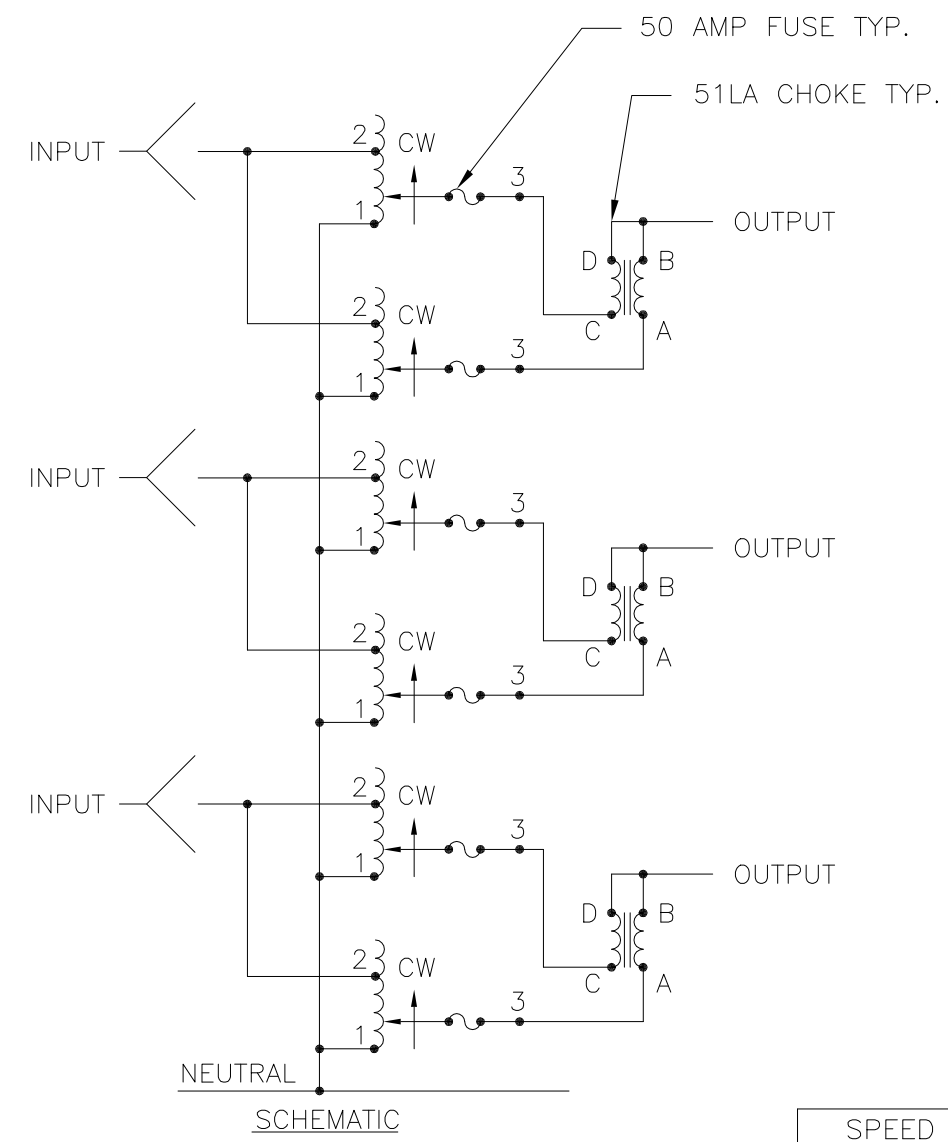 50 AMP FUSE TYP.
51LA CHOKE TYP.
INPUT
2
CW
3
1
OUTPUT
D
B
C
A
2
CW
3
1
INPUT
2
CW
3
1
OUTPUT
D
B
C
A
2
CW
3
1
INPUT
2
CW
3
1
OUTPUT
D
B
C
A
2
CW
3
1
NEUTRAL
SCHEMATIC
SPEED